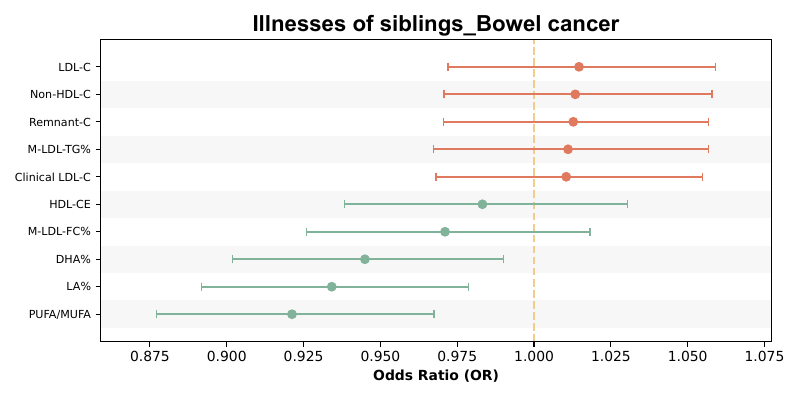 Illnesses of siblings_Bowel cancer
LDL-C
Non-HDL-C
Remnant-C
M-LDL-TG%
Clinical LDL-C
HDL-CE
M-LDL-FC%
DHA%
LA%
PUFA/MUFA
0.875 0.900 0.925 0.950 0.975 1.000 1.025 1.050 1.075
Odds Ratio (OR)